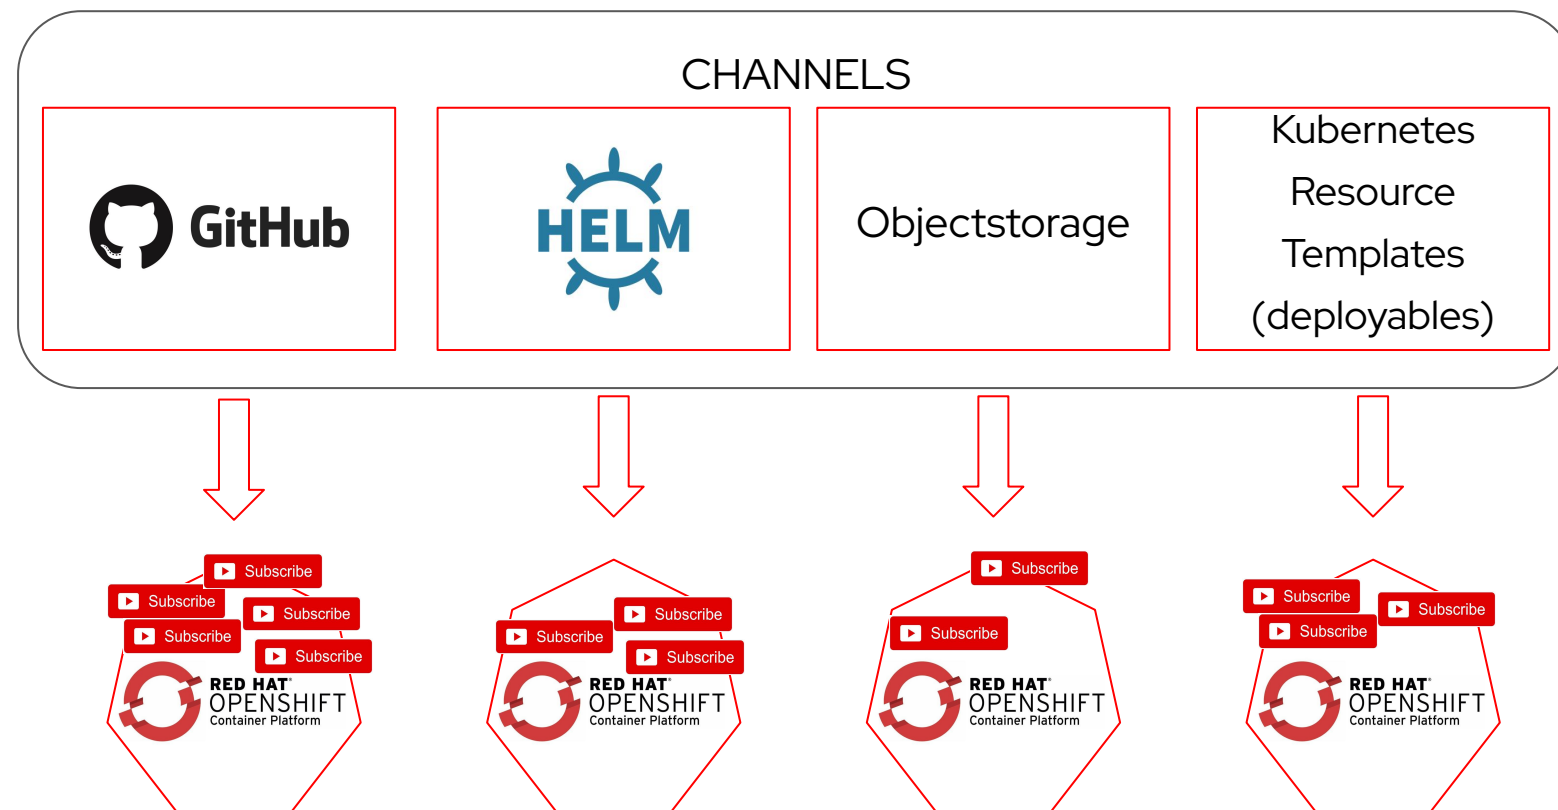 CHANNELS
GitHub
HELM
Objectstorage
Kubernetes
Resource
Templates
(deployables)
Subscribe
Subscribe
Subscribe
Subscribe
Subscribe
RED HAT®
OPENSHIFT
Container Platform
Subscribe
Subscribe
Subscribe
RED HAT®
OPENSHIFT
Container Platform
Subscribe
Subscribe
RED HAT®
OPENSHIFT
Container Platform
Subscribe
Subscribe
Subscribe
RED HAT®
OPENSHIFT
Container Platform